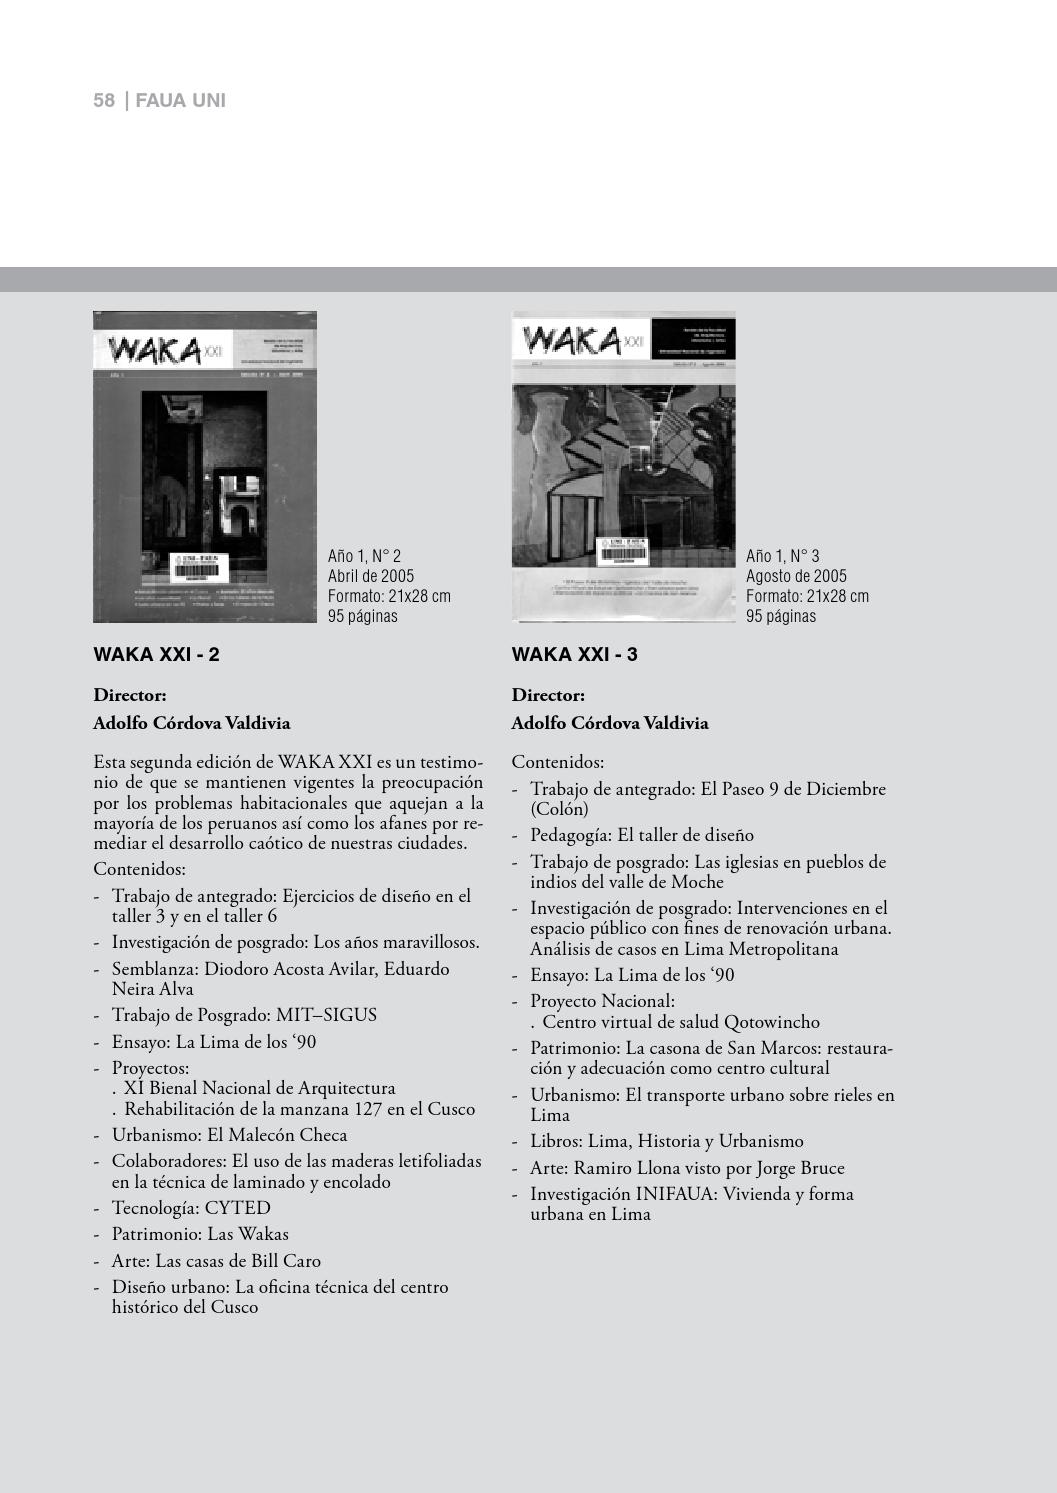 58 | FAUA UNI
WAKA XXI
Año 1, N° 2
Abril de 2005
Formato: 21x28 cm
95 páginas
WAKA XXI - 2
Director:
Adolfo Córdova Valdivia
Esta segunda edición de WAKA XXI es un testimo-
nio de que se mantienen vigentes la preocupación
por los problemas habitacionales que aquejan a la
mayoría de los peruanos así como los afanes por re-
mediar el desarrollo caótico de nuestras ciudades.
Contenidos:
- Trabajo de antegrado: Ejercicios de diseño en el
taller 3 y en el taller 6
- Investigación de posgrado: Los años maravillosos.
- Semblanza: Diodoro Acosta Avilar, Eduardo
Neira Alva
- Trabajo de Posgrado: MIT–SIGUS
- Ensayo: La Lima de los ‘90
- Proyectos:
. XI Bienal Nacional de Arquitectura
. Rehabilitación de la manzana 127 en el Cusco
- Urbanismo: El Malecón Checa
- Colaboradores: El uso de las maderas letifoliadas
en la técnica de laminado y encolado
- Tecnología: CYTED
- Patrimonio: Las Wakas
- Arte: Las casas de Bill Caro
- Diseño urbano: La oficina técnica del centro
histórico del Cusco
WAKA XXI
Año 1, N° 3
Agosto de 2005
Formato: 21x28 cm
95 páginas
WAKA XXI - 3
Director:
Adolfo Córdova Valdivia
Contenidos:
- Trabajo de antegrado: El Paseo 9 de Diciembre
(Colón)
- Pedagogía: El taller de diseño
- Trabajo de posgrado: Las iglesias en pueblos de
indios del valle de Moche
- Investigación de posgrado: Intervenciones en el
espacio público con fines de renovación urbana.
Análisis de casos en Lima Metropolitana
- Ensayo: La Lima de los ‘90
- Proyecto Nacional:
. Centro virtual de salud Qotowincho
- Patrimonio: La casona de San Marcos: restaura-
ción y adecuación como centro cultural
- Urbanismo: El transporte urbano sobre rieles en
Lima
- Libros: Lima, Historia y Urbanismo
- Arte: Ramiro Llona visto por Jorge Bruce
- Investigación INIFAUA: Vivienda y forma
urbana en Lima